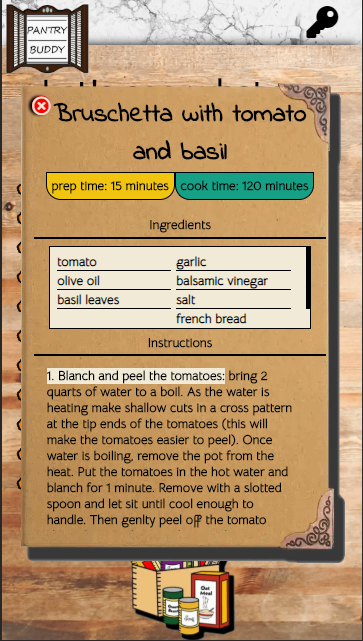 PANTRY
BUDDY
Bruschetta with tomato
and basil
prep time: 15 minutes
cook time: 120 minutes
Ingredients
tomato
garlic
olive oil
balsamic vinegar
basil leaves
salt
french bread
Instructions
1. Blanch and peel the tomatoes: bring 2
quarts of water to a boil. As the water is
heating make shallow cuts in a cross pattern
at the tip ends of the tomatoes (this will
make the tomatoes easier to peel). Once
water is boiling, remove the pot from the
heat. Put the tomatoes in the hot water and
blanch for 1 minute. Remove with a slotted
spoon and let sit until cool enough to
handle. Then genlty peel off the tomato
Oat
Meal